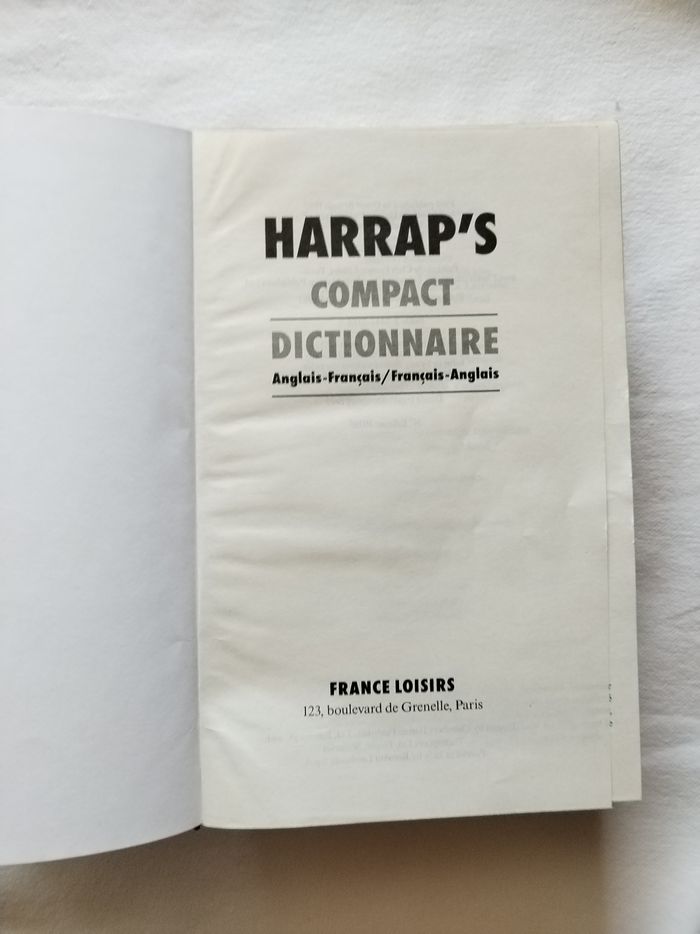 HARRAP'S
COMPACT
DICTIONNAIRE
Anglais-Français/Français-Anglais
FRANCE LOISIRS
123, boulevard de Grenelle, Paris